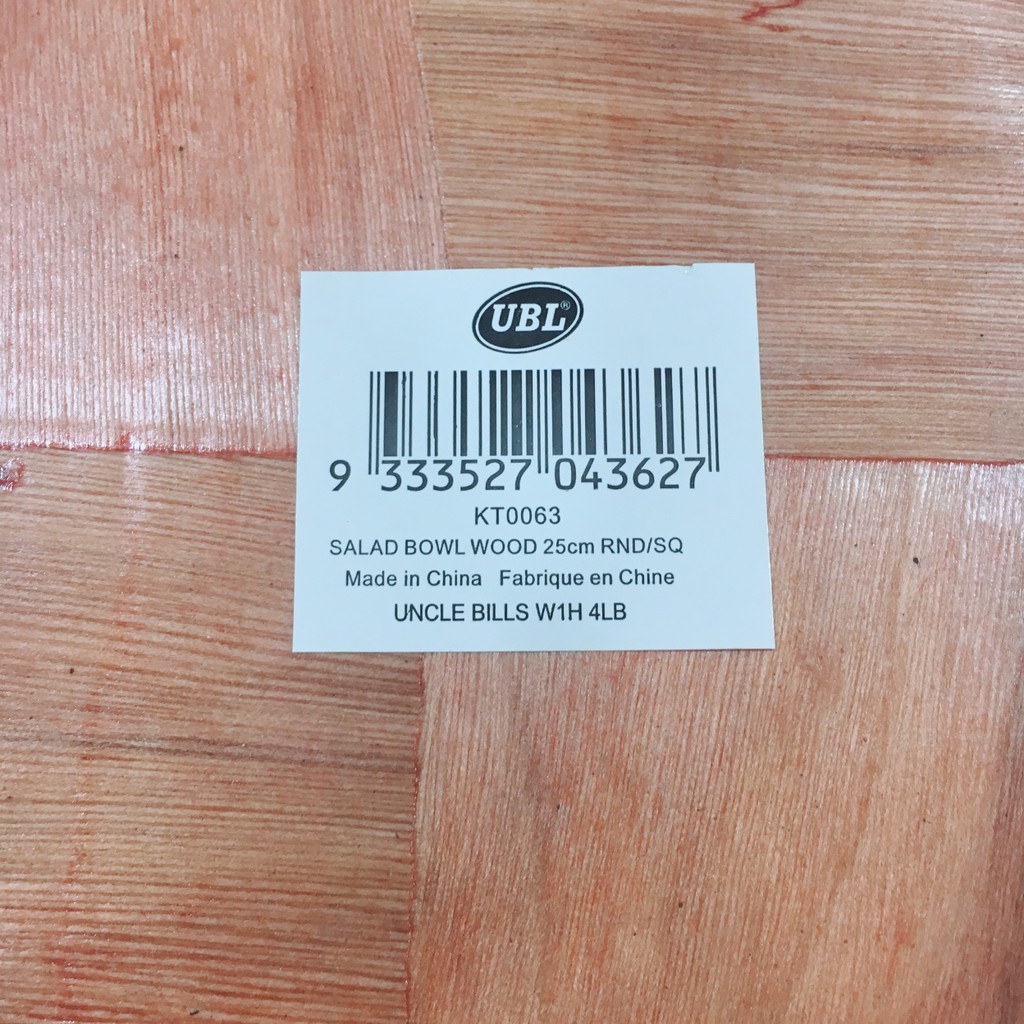 UBL®
9 333527 043627
KT0063
SALAD BOWL WOOD 25cm RND/SQ
Made in China Fabrique en Chine
UNCLE BILLS W1H 4LB